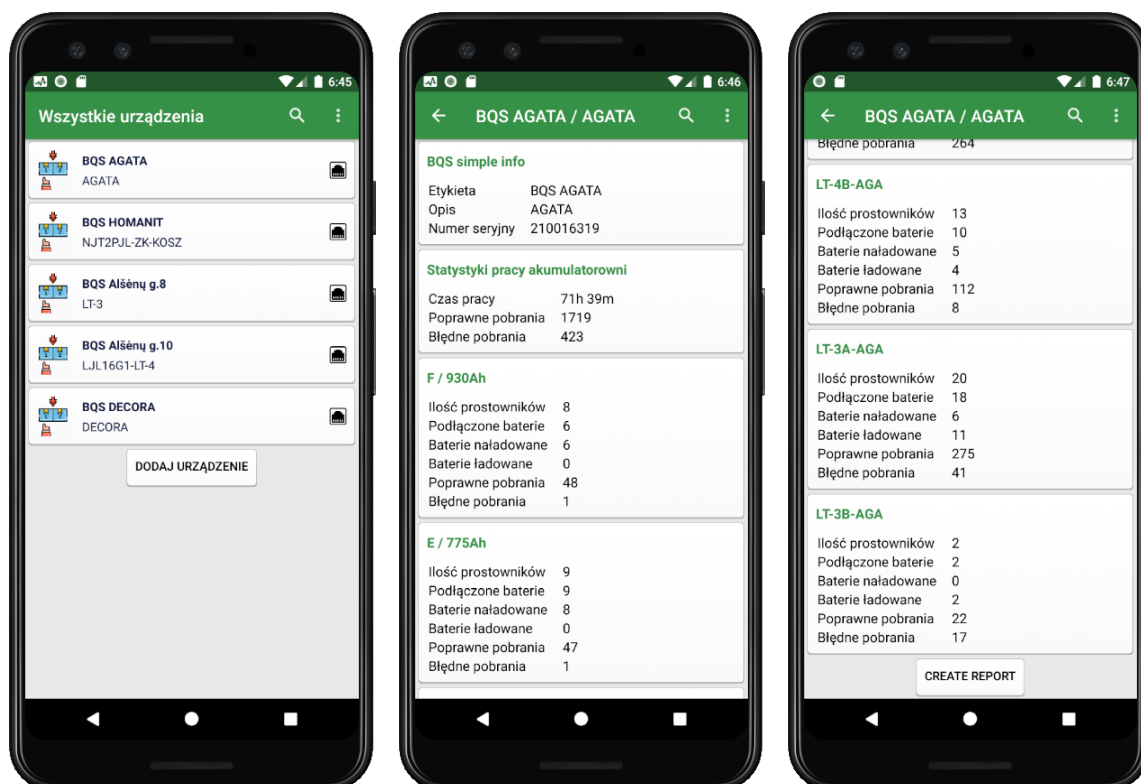 6:45
Wszystkie urządzenia
BQS AGATA
AGATA
BQS HOMANIT
NJT2PJL-ZK-KOSZ
BQS Alšėnų g.8
LT-3
BQS Alšėnų g.10
LJL16G1-LT-4
BQS DECORA
DECORA
DODAJ URZĄDZENIE
6:46
BQS AGATA / AGATA
BQS simple info
Etykieta BQS AGATA
Opis AGATA
Numer seryjny 210016319
Statystyki pracy akumulatorowni
Czas pracy 71h 39m
Poprawne pobrania 1719
Błędne pobrania 423
F / 930Ah
Ilość prostowników 8
Podłączone baterie 6
Baterie naładowane 6
Baterie ładowane 0
Poprawne pobrania 48
Błędne pobrania 1
E / 775Ah
Ilość prostowników 9
Podłączone baterie 9
Baterie naładowane 8
Baterie ładowane 0
Poprawne pobrania 47
Błędne pobrania 1
6:47
BQS AGATA / AGATA
Błędne pobrania 264
LT-4B-AGA
Ilość prostowników 13
Podłączone baterie 10
Baterie naładowane 5
Baterie ładowane 4
Poprawne pobrania 112
Błędne pobrania 8
LT-3A-AGA
Ilość prostowników 20
Podłączone baterie 18
Baterie naładowane 6
Baterie ładowane 11
Poprawne pobrania 275
Błędne pobrania 41
LT-3B-AGA
Ilość prostowników 2
Podłączone baterie 2
Baterie naładowane 0
Baterie ładowane 2
Poprawne pobrania 22
Błędne pobrania 17
CREATE REPORT